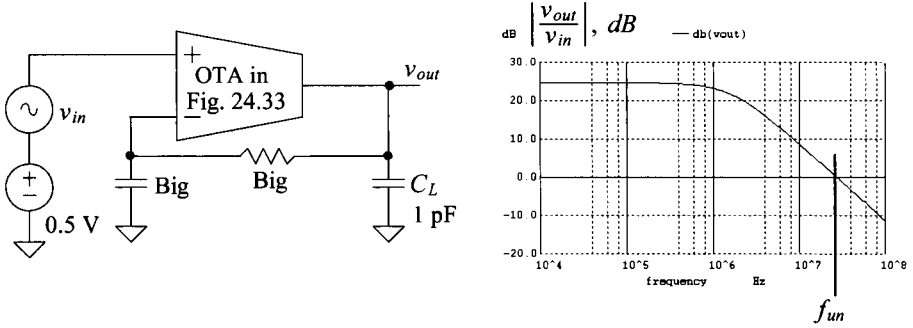 OTA in
Fig. 24.33
+
−
v_out
v_in
+
−
0.5 V
Big
Big
C_L
1 pF
dB |v_out/v_in|, dB
db(vout)
30.0
20.0
10.0
0.0
-10.0
-20.0
10^4 10^5 10^6 10^7 10^8
frequency Hz
f_un